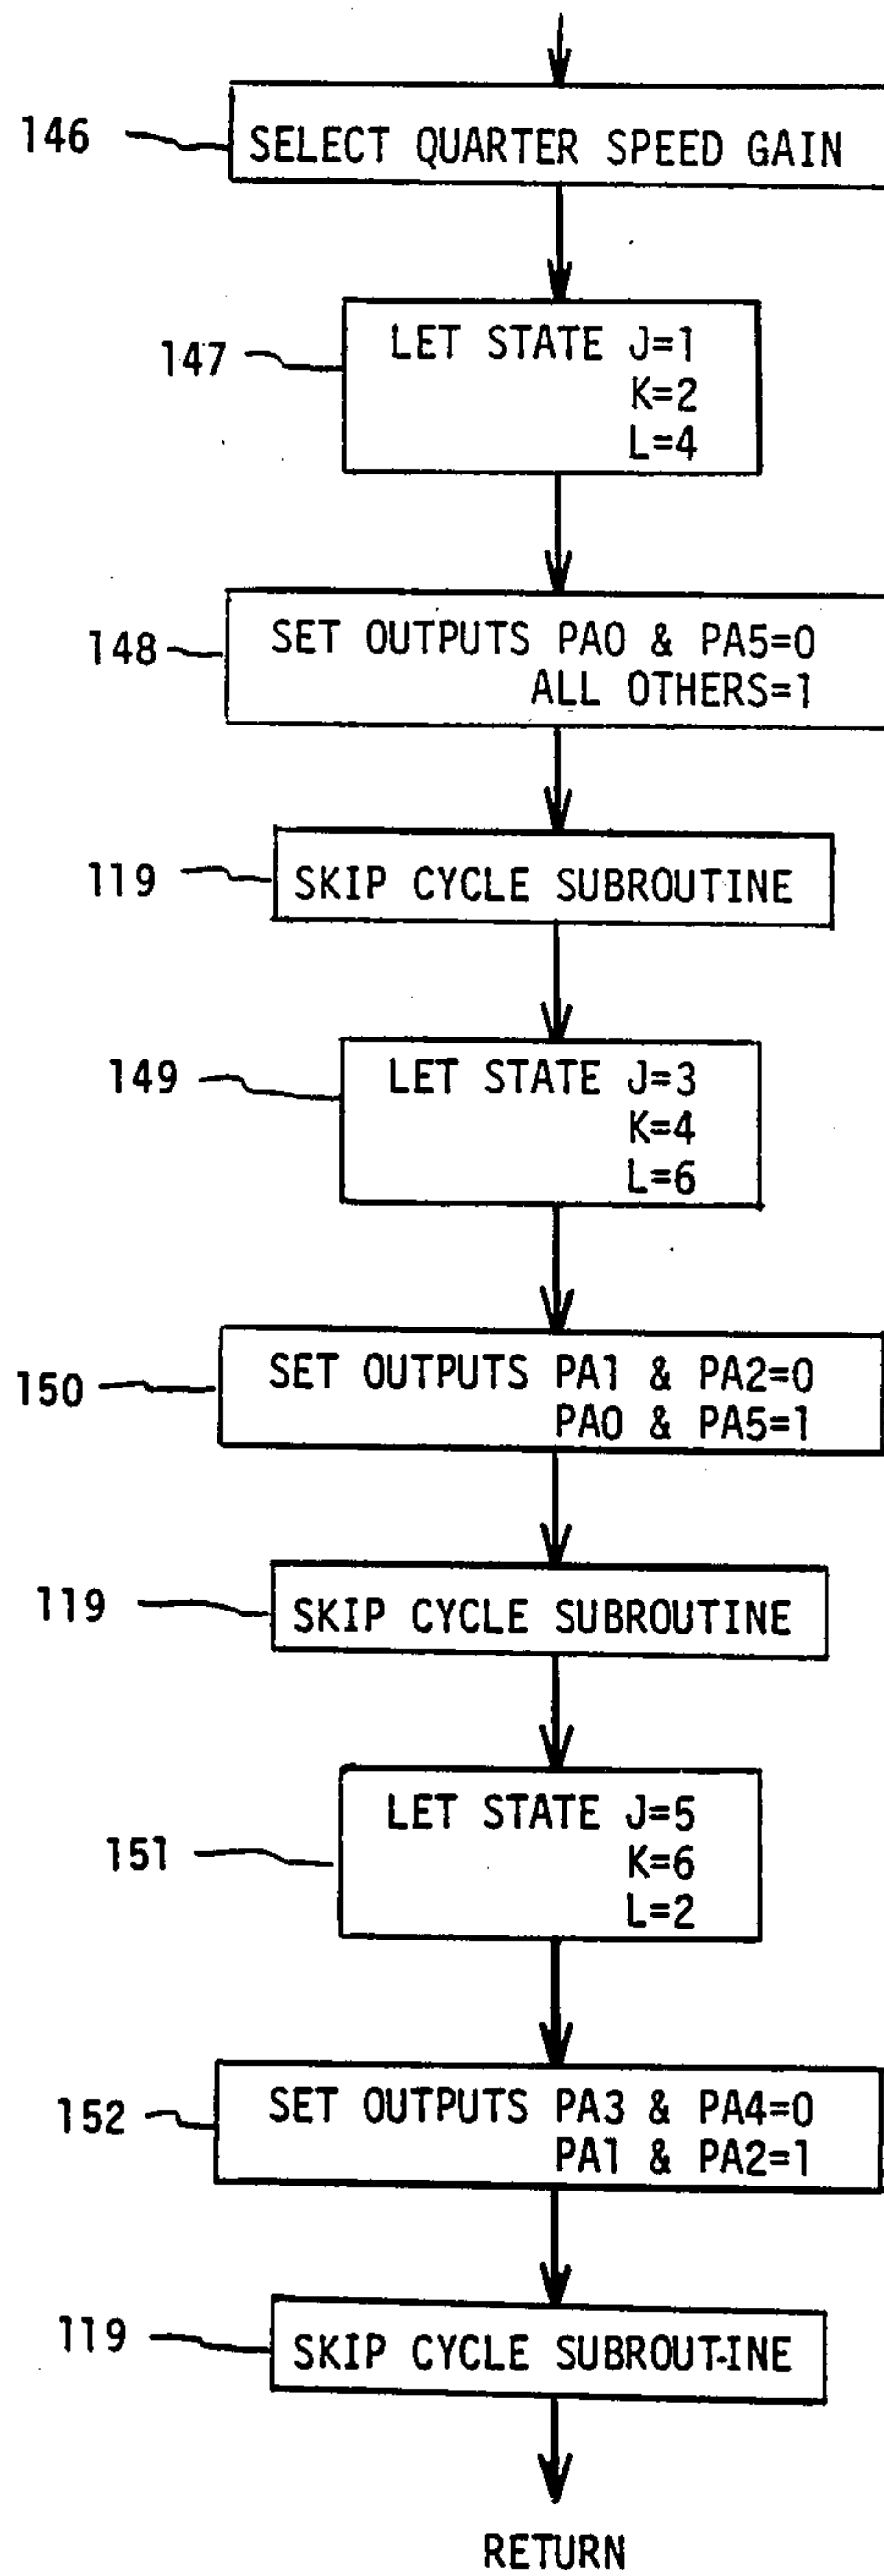 146 SELECT QUARTER SPEED GAIN
147 LET STATE J=1
K=2
L=4
148 SET OUTPUTS PA0 & PA5=0
ALL OTHERS=1
119 SKIP CYCLE SUBROUTINE
149 LET STATE J=3
K=4
L=6
150 SET OUTPUTS PA1 & PA2=0
PA0 & PA5=1
119 SKIP CYCLE SUBROUTINE
151 LET STATE J=5
K=6
L=2
152 SET OUTPUTS PA3 & PA4=0
PA1 & PA2=1
119 SKIP CYCLE SUBROUTINE
RETURN